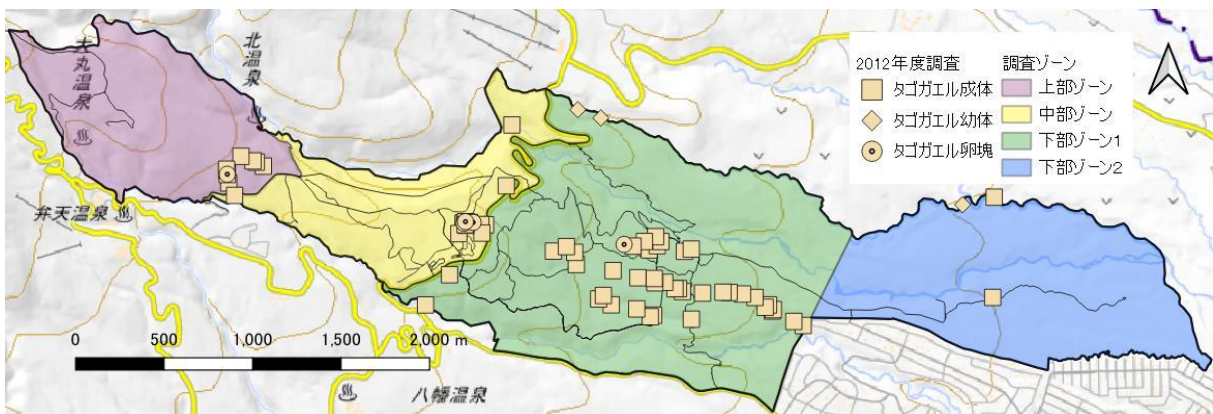 大丸温泉
北温泉
弁天温泉
八幡温泉
2012年度調査
タゴガエル成体
タゴガエル幼体
タゴガエル卵塊
調査ゾーン
上部ゾーン
中部ゾーン
下部ゾーン1
下部ゾーン2
0 500 1,000 1,500 2,000 m